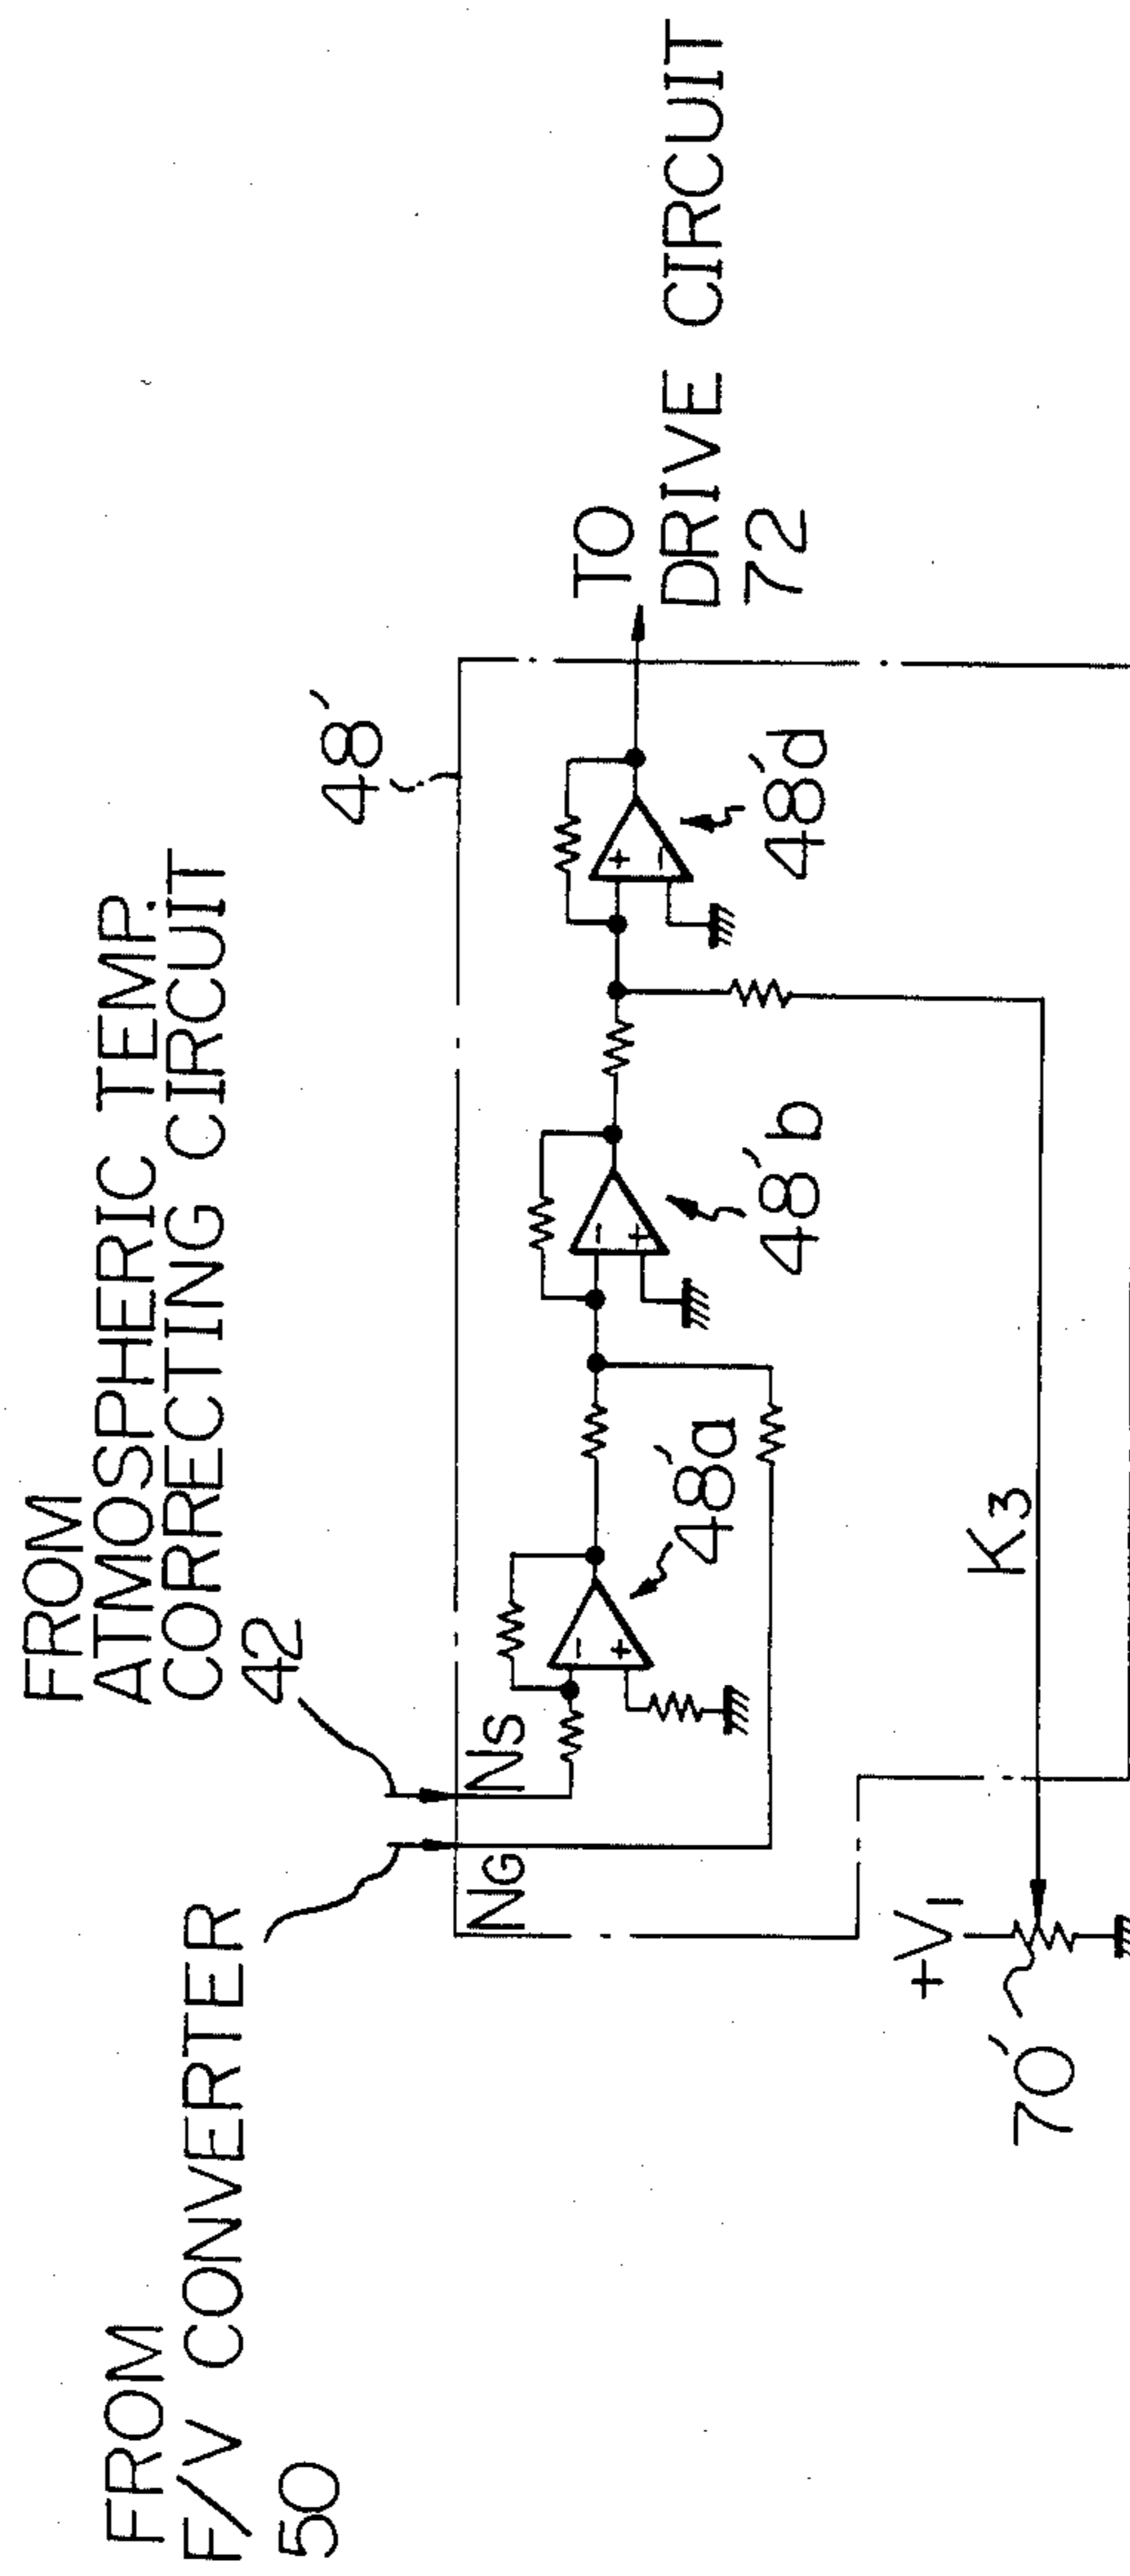 FROM
ATMOSPHERIC TEMP.
CORRECTING CIRCUIT
42
FROM
F/V CONVERTER
50
48'
NG
NS
TO
DRIVE CIRCUIT
72
48'a
48'b
48'd
- +
- +
+ -
K3
+V1
70'